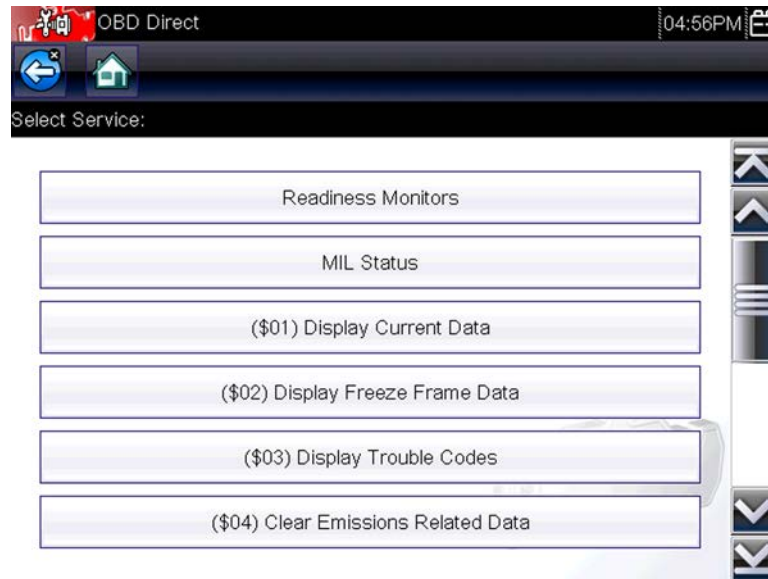 OBD Direct
04:56PM
Select Service:
Readiness Monitors
MIL Status
($01) Display Current Data
($02) Display Freeze Frame Data
($03) Display Trouble Codes
($04) Clear Emissions Related Data